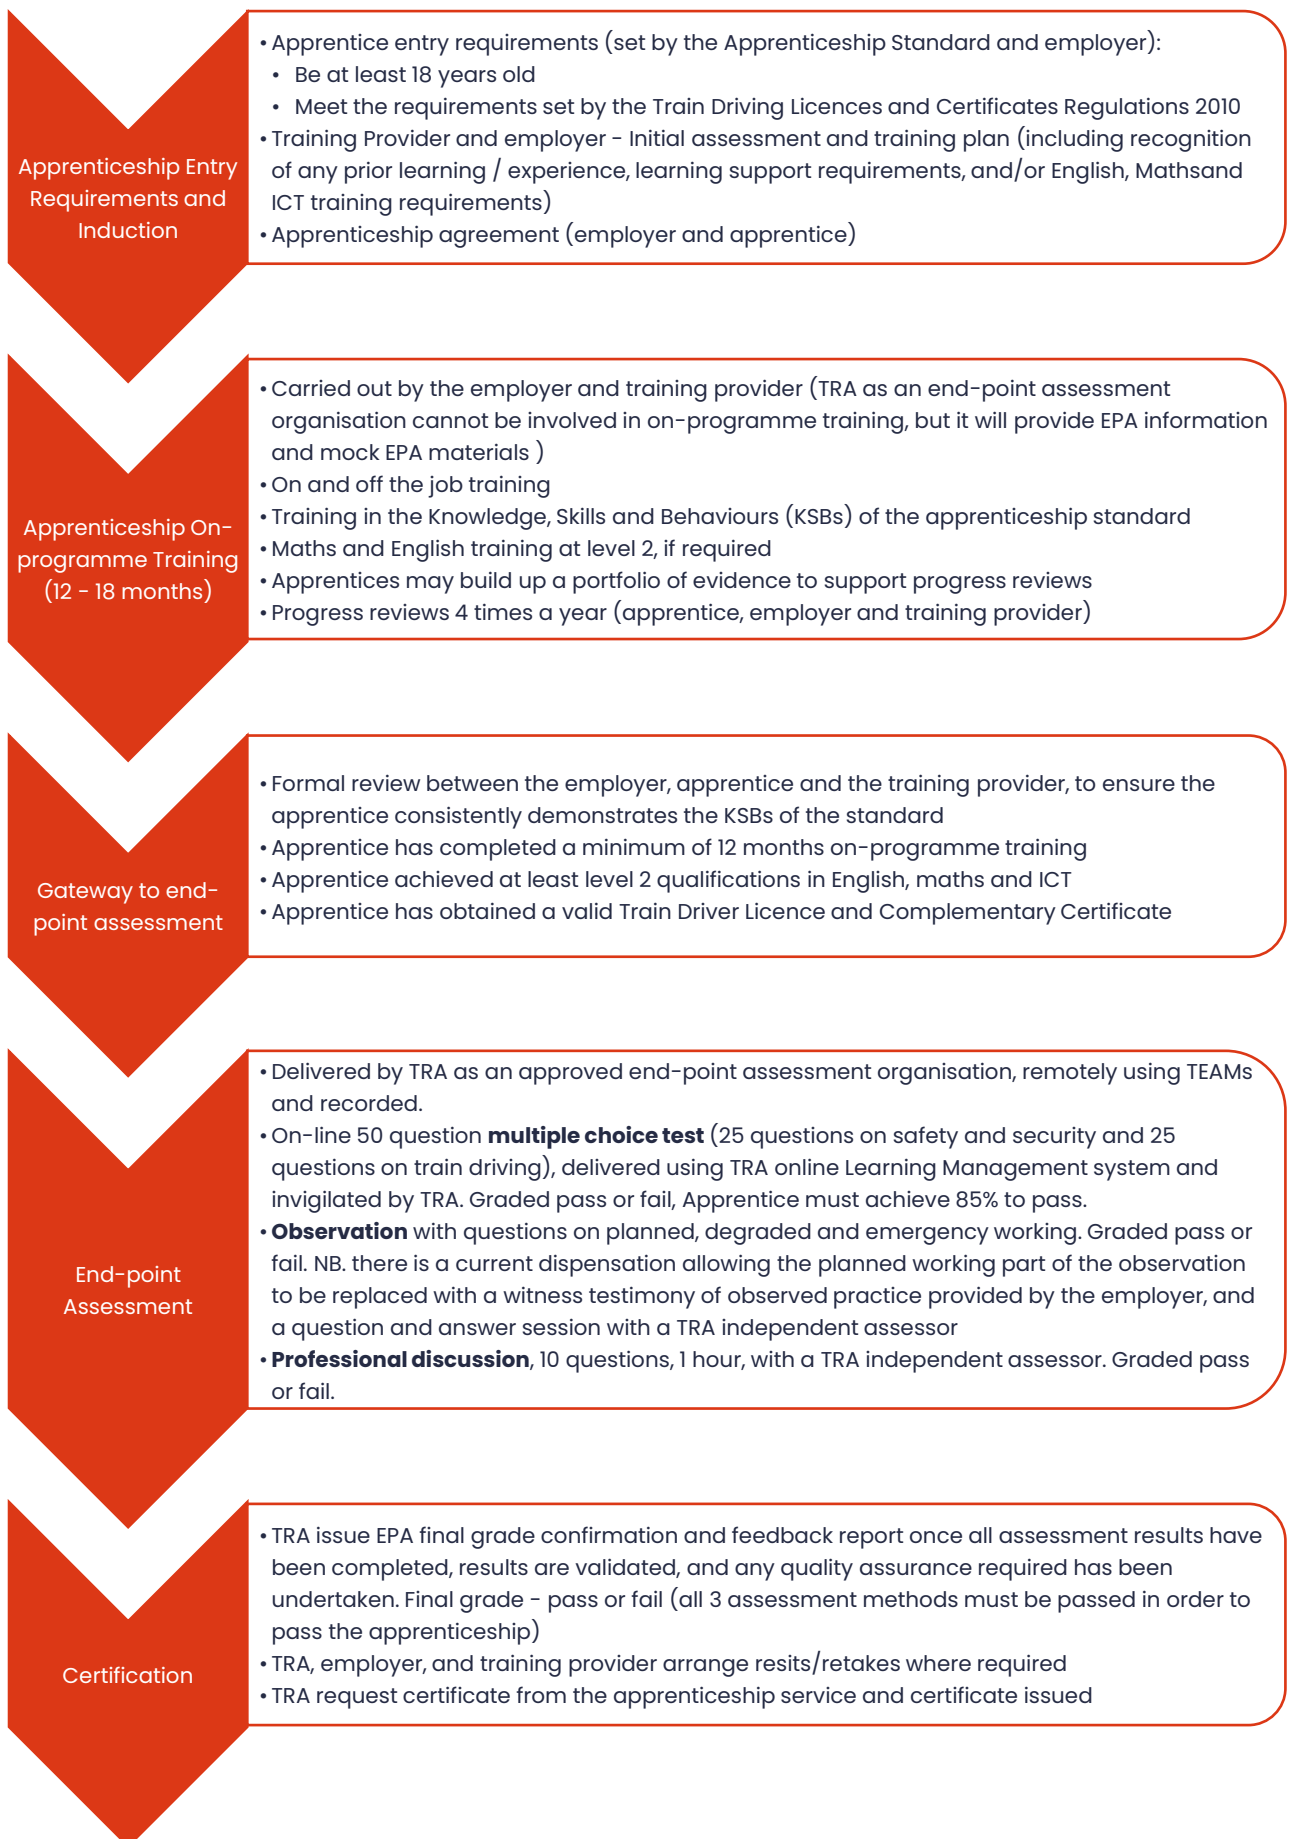 Apprenticeship Entry
Requirements and
Induction
• Apprentice entry requirements (set by the Apprenticeship Standard and employer):
• Be at least 18 years old
• Meet the requirements set by the Train Driving Licences and Certificates Regulations 2010
• Training Provider and employer - Initial assessment and training plan (including recognition
of any prior learning / experience, learning support requirements, and/or English, Mathsand
ICT training requirements)
• Apprenticeship agreement (employer and apprentice)
Apprenticeship On-
programme Training
(12 - 18 months)
• Carried out by the employer and training provider (TRA as an end-point assessment
organisation cannot be involved in on-programme training, but it will provide EPA information
and mock EPA materials )
• On and off the job training
• Training in the Knowledge, Skills and Behaviours (KSBs) of the apprenticeship standard
• Maths and English training at level 2, if required
• Apprentices may build up a portfolio of evidence to support progress reviews
• Progress reviews 4 times a year (apprentice, employer and training provider)
Gateway to end-
point assessment
• Formal review between the employer, apprentice and the training provider, to ensure the
apprentice consistently demonstrates the KSBs of the standard
• Apprentice has completed a minimum of 12 months on-programme training
• Apprentice achieved at least level 2 qualifications in English, maths and ICT
• Apprentice has obtained a valid Train Driver Licence and Complementary Certificate
End-point
Assessment
• Delivered by TRA as an approved end-point assessment organisation, remotely using TEAMs
and recorded.
• On-line 50 question multiple choice test (25 questions on safety and security and 25
questions on train driving), delivered using TRA online Learning Management system and
invigilated by TRA. Graded pass or fail, Apprentice must achieve 85% to pass.
• Observation with questions on planned, degraded and emergency working. Graded pass or
fail. NB. there is a current dispensation allowing the planned working part of the observation
to be replaced with a witness testimony of observed practice provided by the employer, and
a question and answer session with a TRA independent assessor
• Professional discussion, 10 questions, 1 hour, with a TRA independent assessor. Graded pass
or fail.
Certification
• TRA issue EPA final grade confirmation and feedback report once all assessment results have
been completed, results are validated, and any quality assurance required has been
undertaken. Final grade - pass or fail (all 3 assessment methods must be passed in order to
pass the apprenticeship)
• TRA, employer, and training provider arrange resits/retakes where required
• TRA request certificate from the apprenticeship service and certificate issued